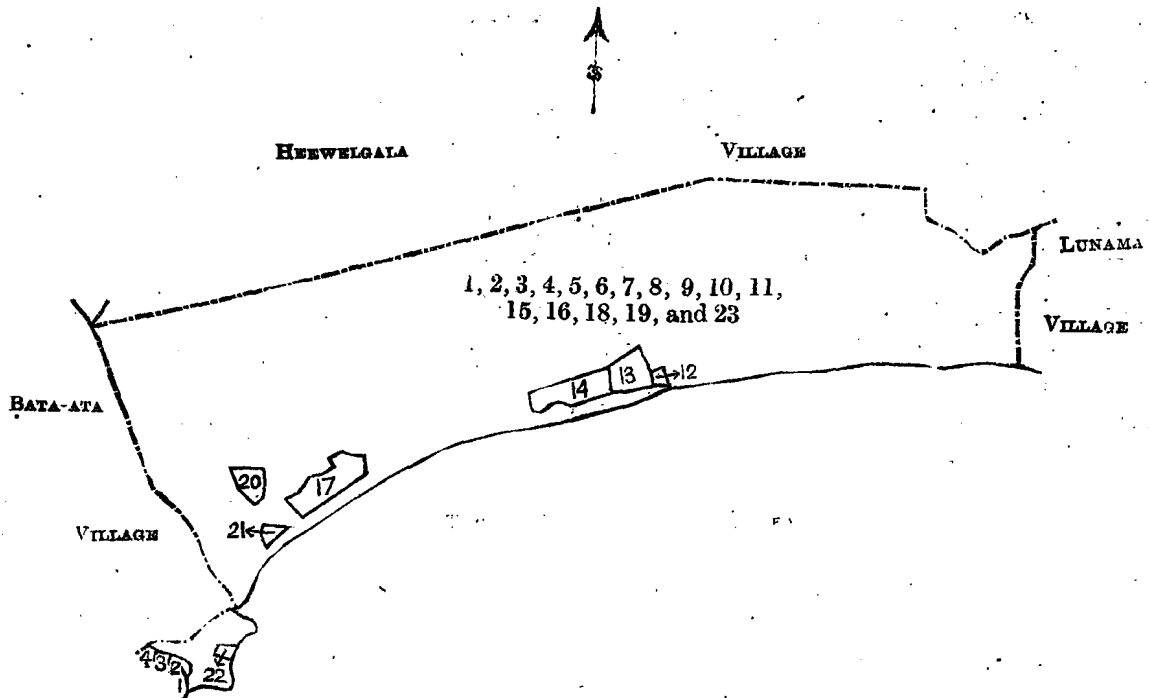 HEEWELGALA VILLAGE
LUNAMA
VILLAGE
1, 2, 3, 4, 5, 6, 7, 8, 9, 10, 11,
15, 16, 18, 19, and 23
14 13 12
BATA-ATA
20 17
21
VILLAGE
4 3 2 22
1